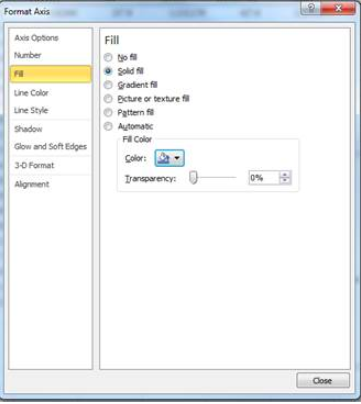 Format Axis
Axis Options
Number
Fill
Line Color
Line Style
Shadow
Glow and Soft Edges
3-D Format
Alignment
Fill
No fill
Solid fill
Gradient fill
Picture or texture fill
Pattern fill
Automatic
Fill Color
Color:
Transparency:
0%
Close